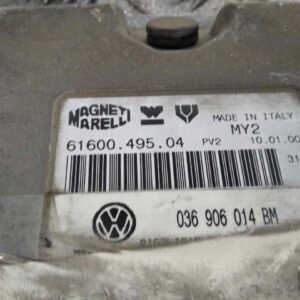 MAGNETI
MARELLI
MADE IN ITALY
MY2
61600.495.04 PV2 10.01.00
31
036 906 014 BM